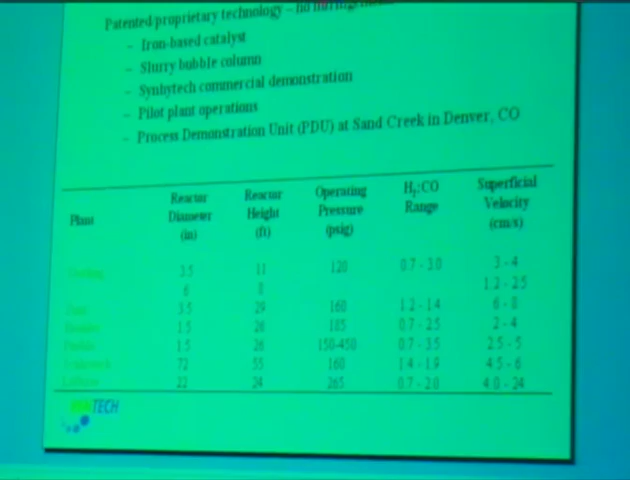 Patented proprietary technology – no
– Iron-based catalyst
– Slurry bubble column
– Synhytech commercial demonstration
– Pilot plant operations
– Process Demonstration Unit (PDU) at Sand Creek in Denver, CO
Plant Reactor Diameter (in) Reactor Height (ft) Operating Pressure (psig) H₂:CO Range Superficial Velocity (cm/s)
3.5 11 120 0.7 - 3.0 3 - 4
6 8 1.2 - 2.5
3.5 29 160 1.2 - 1.4 6 - 8
1.5 26 185 0.7 - 2.5 2 - 4
1.5 26 150-450 0.7 - 3.5 2.5 - 5
72 55 160 1.4 - 1.9 4.5 - 6
22 24 265 0.7 - 2.0 4.0 - 24
TECH